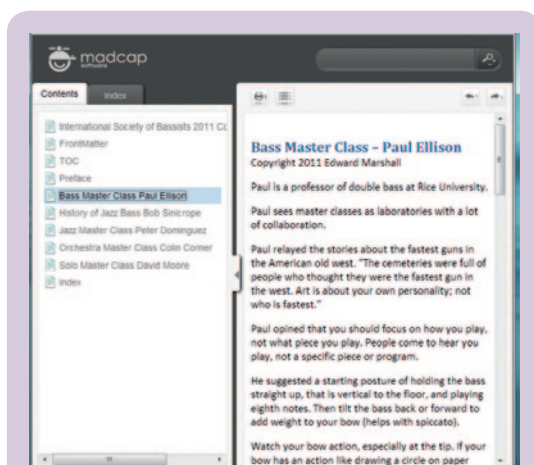 madcap
software
Contents
Index
International Society of Bassists 2011 Co
FrontMatter
TOC
Preface
Bass Master Class Paul Ellison
History of Jazz Bass Bob Sinicrope
Jazz Master Class Peter Dominguez
Orchestra Master Class Colin Corner
Solo Master Class David Moore
Index
Bass Master Class – Paul Ellison
Copyright 2011 Edward Marshall
Paul is a professor of double bass at Rice University.
Paul sees master classes as laboratories with a lot
of collaboration.
Paul relayed the stories about the fastest guns in
the American old west. "The cemeteries were full of
people who thought they were the fastest gun in
the west. Art is about your own personality; not
who is fastest."
Paul opined that you should focus on how you play,
not what piece you play. People come to hear you
play, not a specific piece or program.
He suggested a starting posture of holding the bass
straight up, that is vertical to the floor, and playing
eighth notes. Then tilt the bass back or forward to
add weight to your bow (helps with spiccato).
Watch your bow action, especially at the tip. If your
bow has an action like drawing a circle on paper